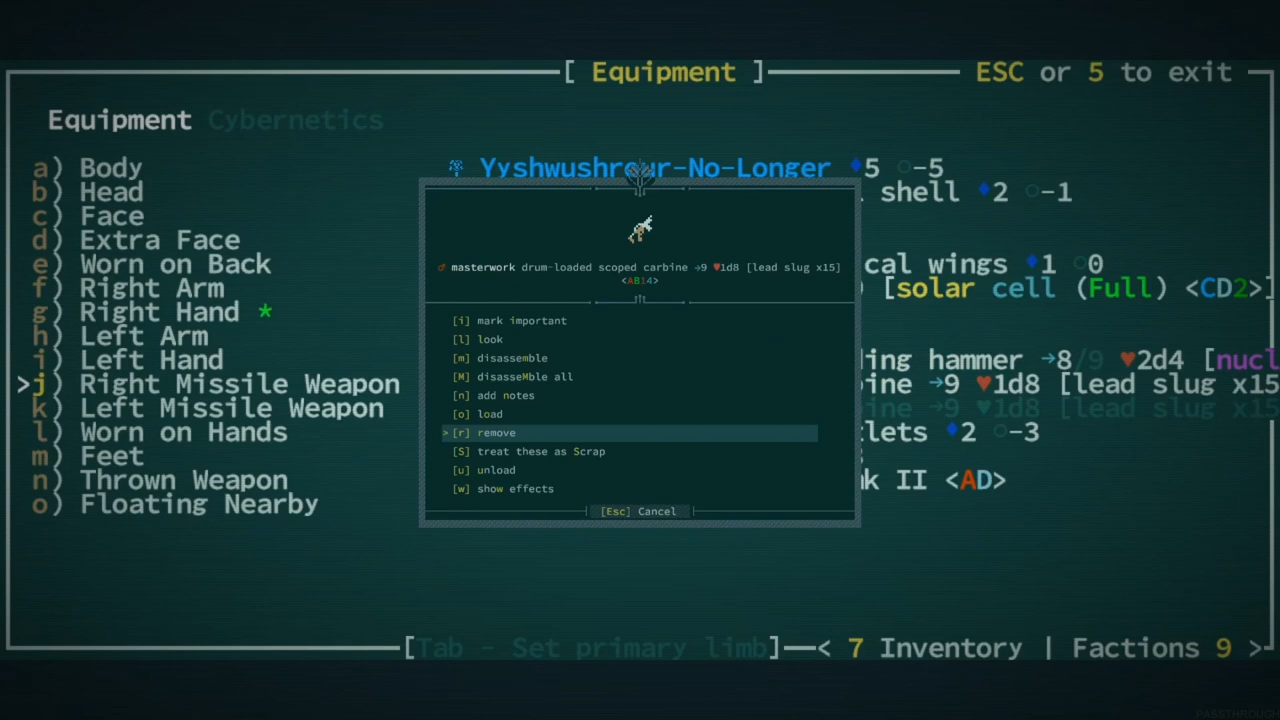 [ Equipment ] ESC or 5 to exit
Equipment Cybernetics
a) Body Yyshwushrour-No-Longer ♦5 ○-5
b) Head shell ♦2 ○-1
c) Face
d) Extra Face
e) Worn on Back cal wings ♦1 ○0
f) Right Arm [solar cell (Full) <CD2>]
g) Right Hand *
h) Left Arm
i) Left Hand ding hammer →8/9 ♥2d4 [nucl
>j) Right Missile Weapon ine →9 ♥1d8 [lead slug x15
k) Left Missile Weapon ine →9 ♥1d8 [lead slug x15
l) Worn on Hands tlets ♦2 ○-3
m) Feet
n) Thrown Weapon k II <AD>
o) Floating Nearby
♂ masterwork drum-loaded scoped carbine →9 ♥1d8 [lead slug x15]
<AB14>
[i] mark important
[l] look
[m] disassemble
[M] disasseMble all
[n] add notes
[o] load
> [r] remove
[S] treat these as Scrap
[u] unload
[w] show effects
[Esc] Cancel
[Tab - Set primary limb] < 7 Inventory | Factions 9 >